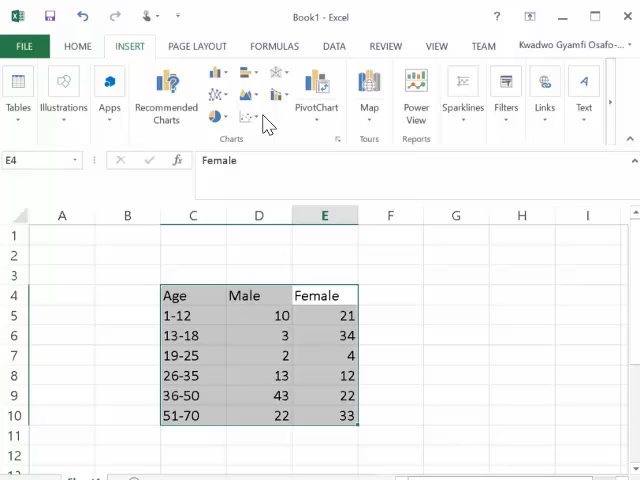 Book1 - Excel
FILE HOME INSERT PAGE LAYOUT FORMULAS DATA REVIEW VIEW TEAM Kwadwo Gyamfi Osafo-...
Tables Illustrations Apps Recommended Charts PivotChart Map Power View Sparklines Filters Links Text
Charts Tours Reports
E4 fx Female
A B C D E F G H I
1
2
3
4 Age Male Female
5 1-12 10 21
6 13-18 3 34
7 19-25 2 4
8 26-35 13 12
9 36-50 43 22
10 51-70 22 33
11
12